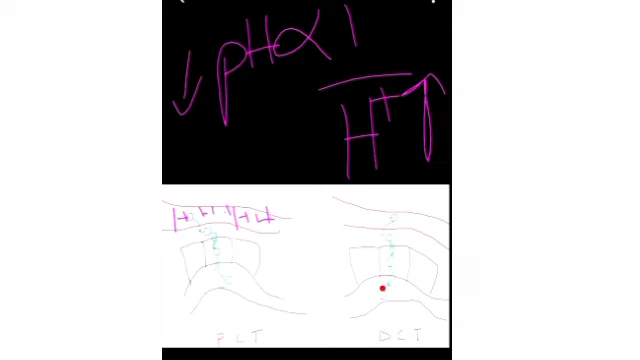 ↓ pH α 1
H+ ↑
H+ H+ H+
PCT DCT